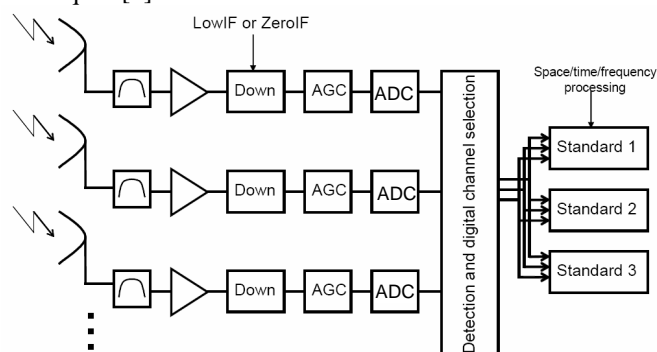 LowIF or ZeroIF
Down
AGC
ADC
Space/time/frequency
processing
Standard 1
Down
AGC
ADC
Standard 2
Standard 3
Down
AGC
ADC
Detection and digital channel selection